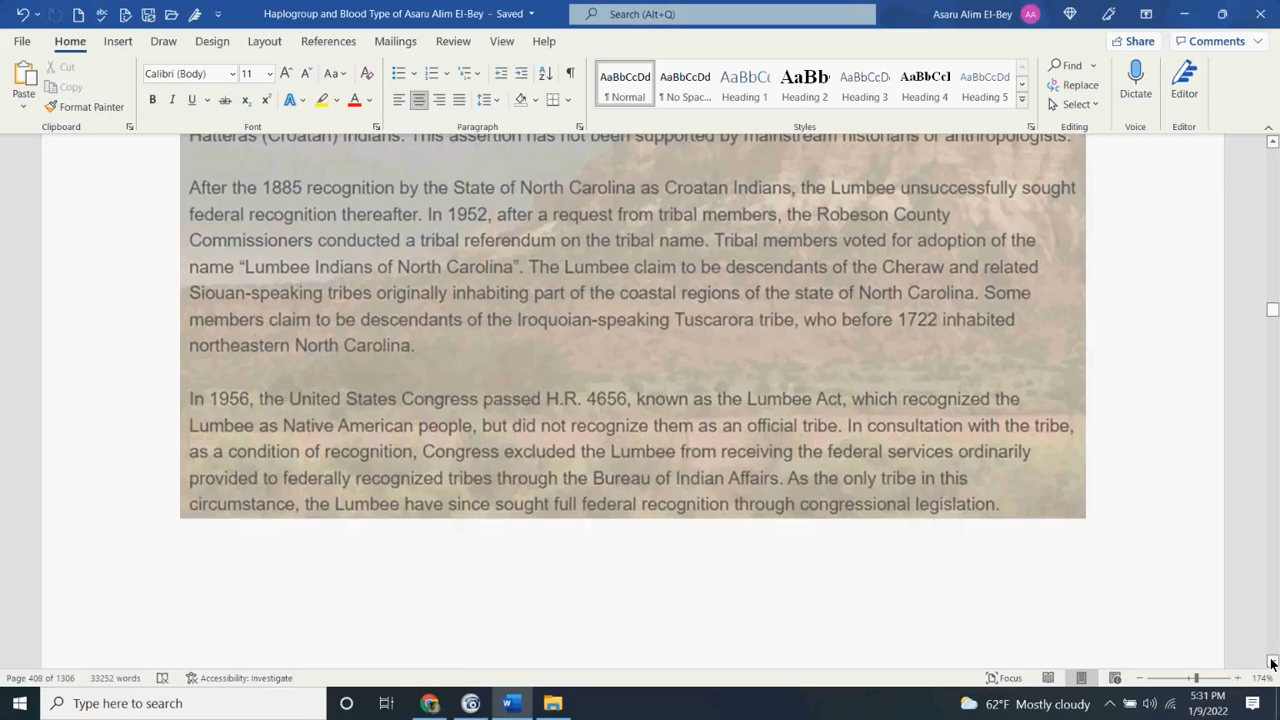 Haplogroup and Blood Type of Asaru Alim El-Bey - Saved
Search (Alt+Q)
Asaru Alim El-Bey
AA
File Home Insert Draw Design Layout References Mailings Review View Help
Share
Comments
Paste
Cut
Copy
Format Painter
Clipboard
Calibri (Body)
11
Font
Paragraph
AaBbCcDd
¶ Normal
AaBbCcDd
¶ No Spac...
AaBbCc
Heading 1
AaBb
Heading 2
AaBbCcDd
Heading 3
AaBbCcI
Heading 4
AaBbCcDd
Heading 5
Styles
Find
Replace
Select
Editing
Dictate
Voice
Editor
Editor
Hatteras (Croatan) Indians. This assertion has not been supported by mainstream historians or anthropologists.
After the 1885 recognition by the State of North Carolina as Croatan Indians, the Lumbee unsuccessfully sought
federal recognition thereafter. In 1952, after a request from tribal members, the Robeson County
Commissioners conducted a tribal referendum on the tribal name. Tribal members voted for adoption of the
name “Lumbee Indians of North Carolina”. The Lumbee claim to be descendants of the Cheraw and related
Siouan-speaking tribes originally inhabiting part of the coastal regions of the state of North Carolina. Some
members claim to be descendants of the Iroquoian-speaking Tuscarora tribe, who before 1722 inhabited
northeastern North Carolina.
In 1956, the United States Congress passed H.R. 4656, known as the Lumbee Act, which recognized the
Lumbee as Native American people, but did not recognize them as an official tribe. In consultation with the tribe,
as a condition of recognition, Congress excluded the Lumbee from receiving the federal services ordinarily
provided to federally recognized tribes through the Bureau of Indian Affairs. As the only tribe in this
circumstance, the Lumbee have since sought full federal recognition through congressional legislation.
Page 408 of 1306
33252 words
Accessibility: Investigate
Focus
174%
Type here to search
62°F Mostly cloudy
5:31 PM
1/9/2022